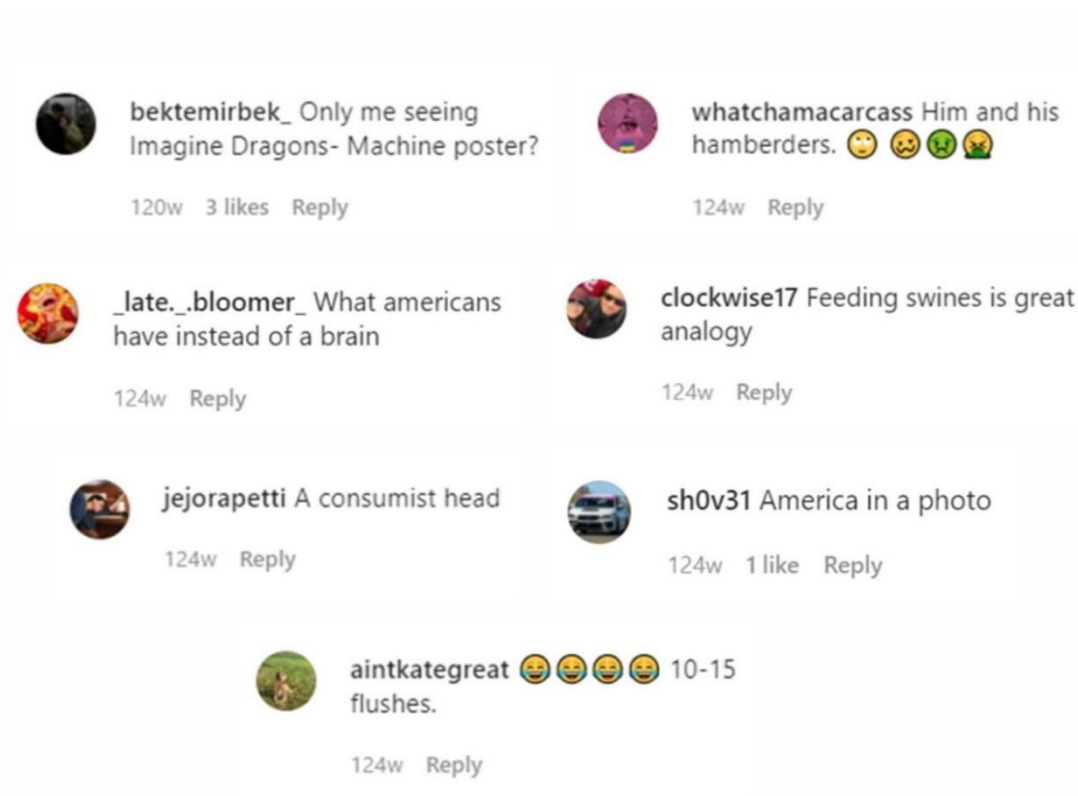 bektemirbek_ Only me seeing
Imagine Dragons- Machine poster?
120w 3 likes Reply
whatchamacarcass Him and his
hamberders. 🙄 🥴🤢🤮
124w Reply
_late._.bloomer_ What americans
have instead of a brain
124w Reply
clockwise17 Feeding swines is great
analogy
124w Reply
jejorapetti A consumist head
124w Reply
sh0v31 America in a photo
124w 1 like Reply
aintkategreat 😂😂😂😂 10-15
flushes.
124w Reply